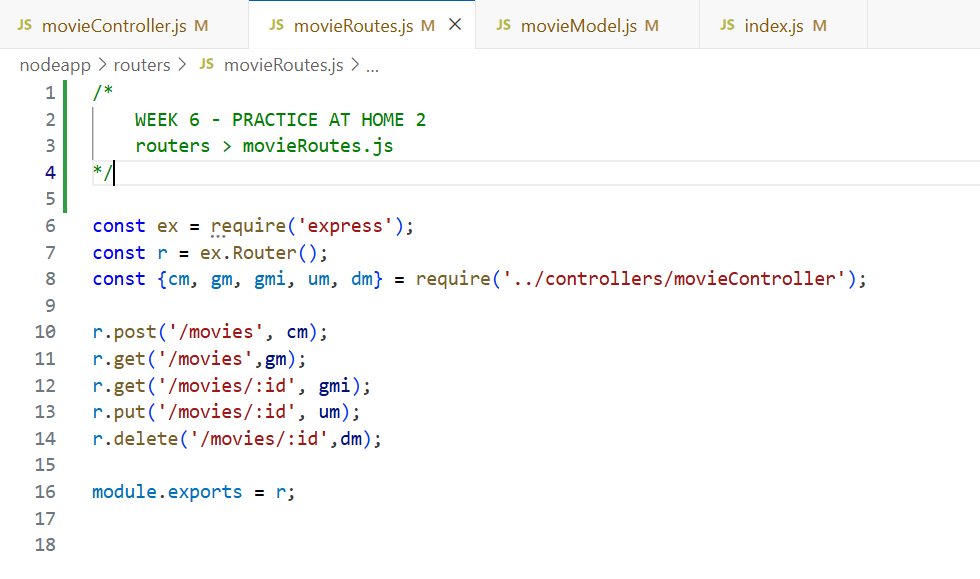 JS movieController.js M JS movieRoutes.js M × JS movieModel.js M JS index.js M
nodeapp > routers > JS movieRoutes.js > ...
1 /*
2 WEEK 6 - PRACTICE AT HOME 2
3 routers > movieRoutes.js
4 */
5
6 const ex = require('express');
7 const r = ex.Router();
8 const {cm, gm, gmi, um, dm} = require('../controllers/movieController');
9
10 r.post('/movies', cm);
11 r.get('/movies',gm);
12 r.get('/movies/:id', gmi);
13 r.put('/movies/:id', um);
14 r.delete('/movies/:id',dm);
15
16 module.exports = r;
17
18